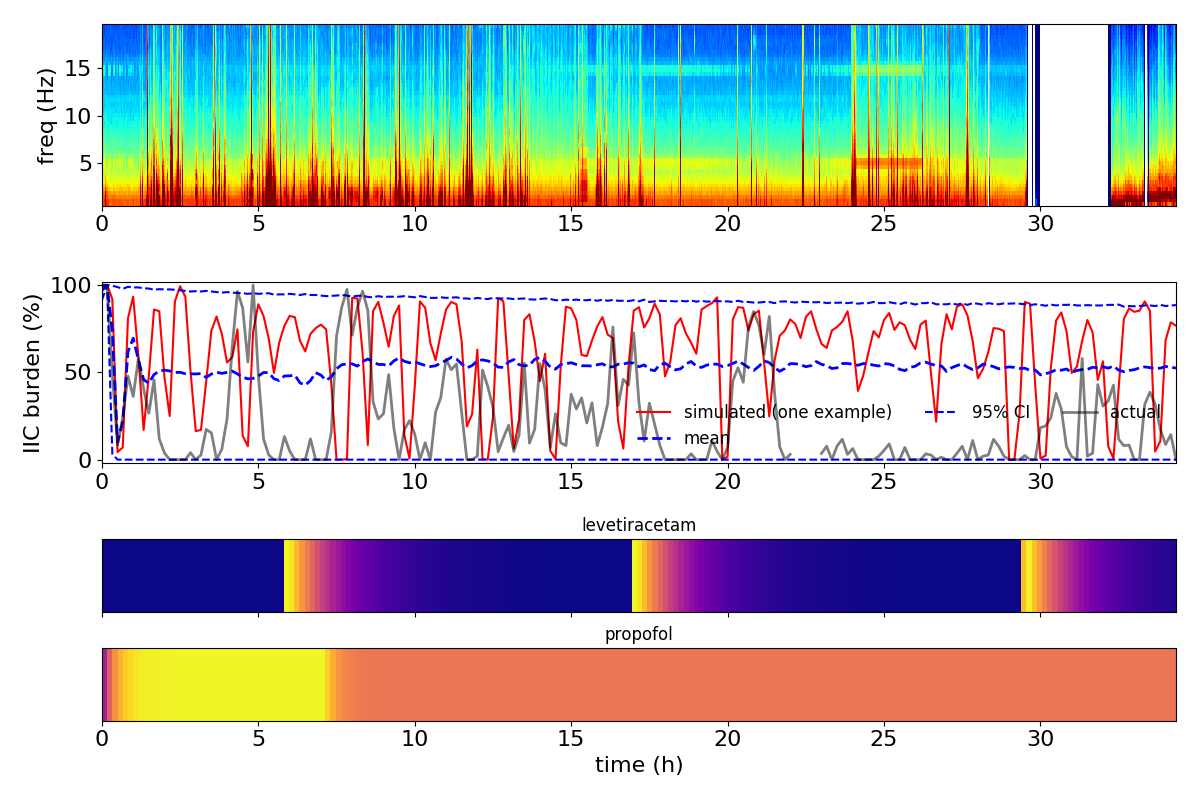 freq (Hz)
15
10
5
0 5 10 15 20 25 30
IIC burden (%)
100
50
0
simulated (one example) 95% CI actual
mean
0 5 10 15 20 25 30
levetiracetam
propofol
0 5 10 15 20 25 30
time (h)